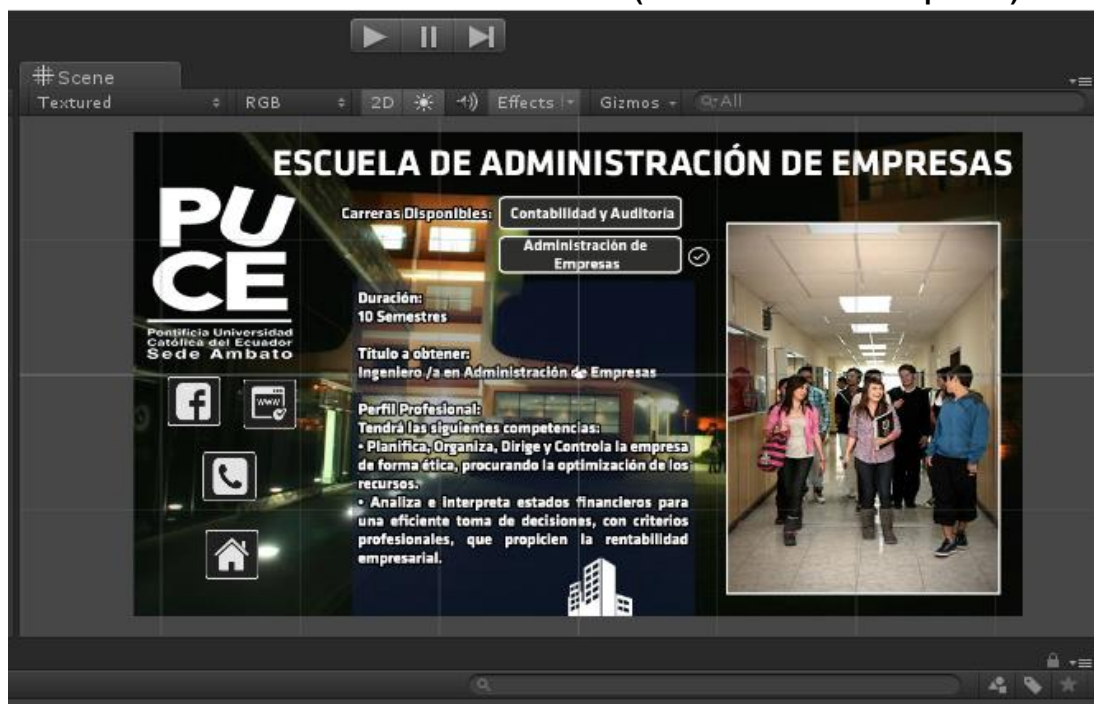 Scene
Textured RGB 2D Effects Gizmos All
ESCUELA DE ADMINISTRACIÓN DE EMPRESAS
PU
CE
Pontificia Universidad
Católica del Ecuador
Sede Ambato
www
Carreras Disponibles: Contabilidad y Auditoría
Administración de
Empresas
Duración:
10 Semestres
Título a obtener:
Ingeniero /a en Administración de Empresas
Perfil Profesional:
Tendrá las siguientes competencias:
• Planifica, Organiza, Dirige y Controla la empresa
de forma ética, procurando la optimización de los
recursos.
• Analiza e interpreta estados financieros para
una eficiente toma de decisiones, con criterios
profesionales, que propicien la rentabilidad
empresarial.